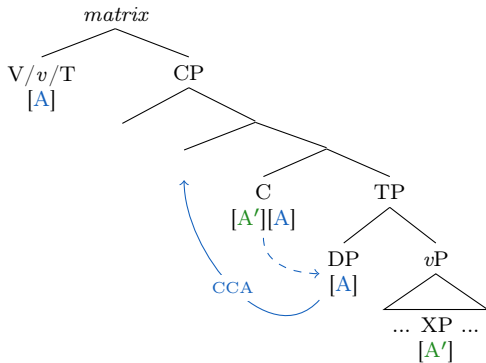 matrix
V/v/T CP
[A]
C TP
[A′][A]
DP vP
[A]
CCA
... XP ...
[A′]